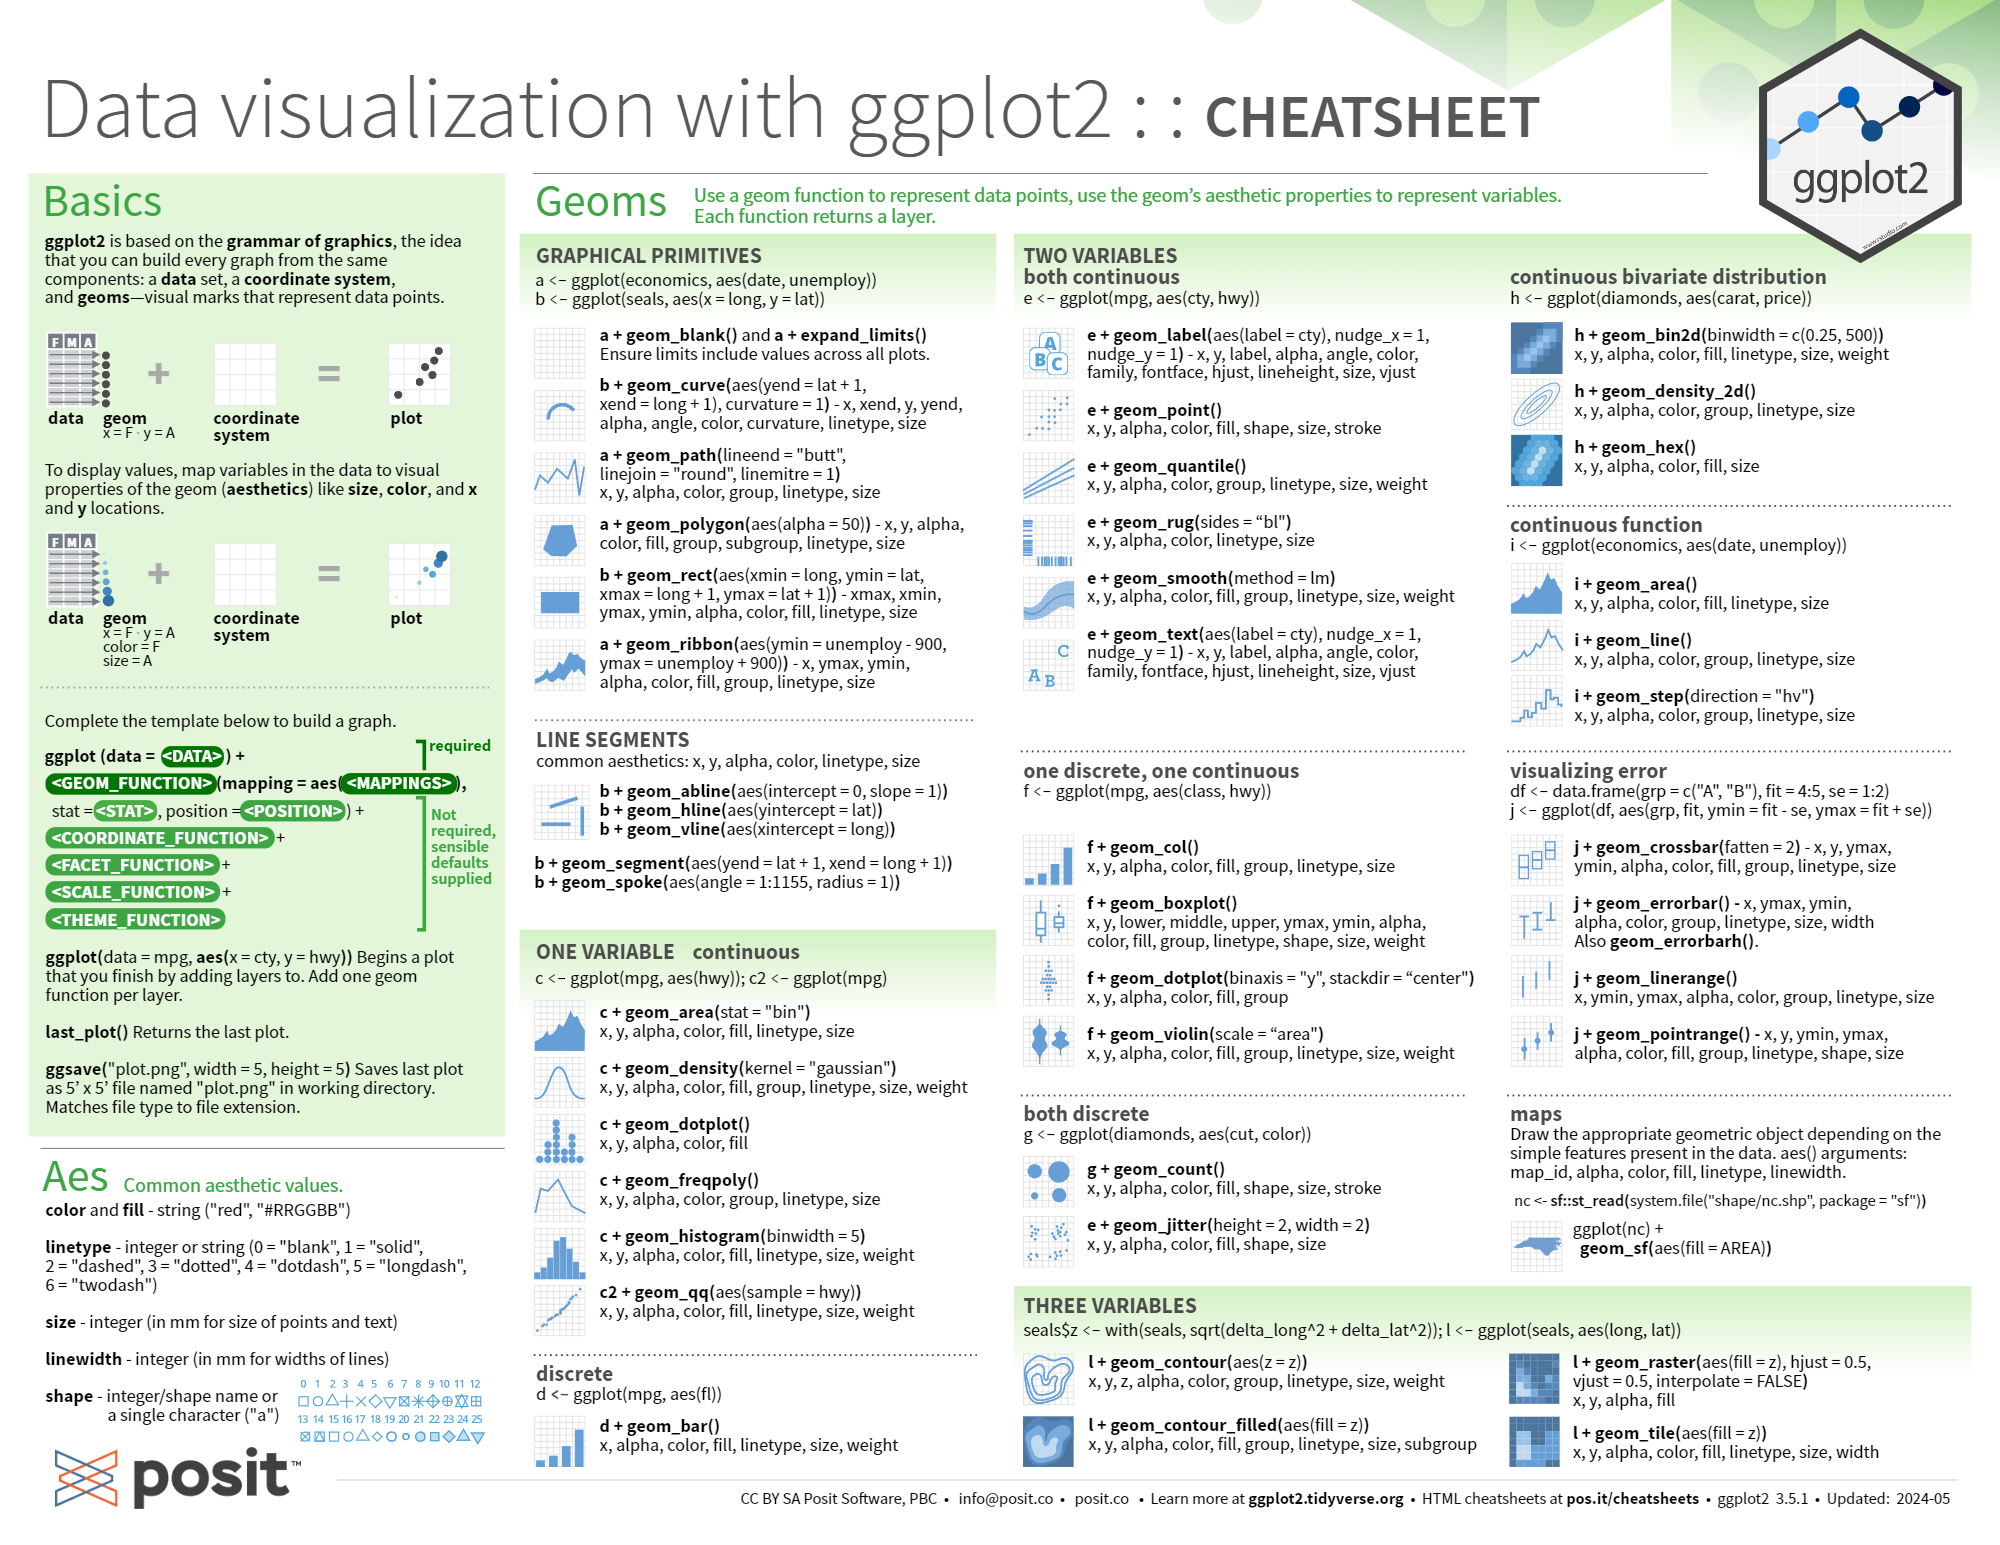 Data visualization with ggplot2 : : CHEATSHEET
ggplot2
www.rstudio.com
Basics
ggplot2 is based on the grammar of graphics, the idea
that you can build every graph from the same
components: a data set, a coordinate system,
and geoms—visual marks that represent data points.
F M A
+
=
data
geom
x = F · y = A
coordinate
system
plot
To display values, map variables in the data to visual
properties of the geom (aesthetics) like size, color, and x
and y locations.
F M A
+
=
data
geom
x = F · y = A
color = F
size = A
coordinate
system
plot
Complete the template below to build a graph.
ggplot (data = <DATA>) +
<GEOM_FUNCTION>(mapping = aes(<MAPPINGS>),
stat = <STAT>, position = <POSITION>) +
<COORDINATE_FUNCTION> +
<FACET_FUNCTION> +
<SCALE_FUNCTION> +
<THEME_FUNCTION>
required
Not
required,
sensible
defaults
supplied
ggplot(data = mpg, aes(x = cty, y = hwy)) Begins a plot
that you finish by adding layers to. Add one geom
function per layer.
last_plot() Returns the last plot.
ggsave("plot.png", width = 5, height = 5) Saves last plot
as 5’ x 5’ file named "plot.png" in working directory.
Matches file type to file extension.
Aes Common aesthetic values.
color and fill - string ("red", "#RRGGBB")
linetype - integer or string (0 = "blank", 1 = "solid",
2 = "dashed", 3 = "dotted", 4 = "dotdash", 5 = "longdash",
6 = "twodash")
size - integer (in mm for size of points and text)
linewidth - integer (in mm for widths of lines)
shape - integer/shape name or
a single character ("a")
0 1 2 3 4 5 6 7 8 9 10 11 12
13 14 15 16 17 18 19 20 21 22 23 24 25
posit™
Geoms
Use a geom function to represent data points, use the geom’s aesthetic properties to represent variables.
Each function returns a layer.
GRAPHICAL PRIMITIVES
a <- ggplot(economics, aes(date, unemploy))
b <- ggplot(seals, aes(x = long, y = lat))
a + geom_blank() and a + expand_limits()
Ensure limits include values across all plots.
b + geom_curve(aes(yend = lat + 1,
xend = long + 1), curvature = 1) - x, xend, y, yend,
alpha, angle, color, curvature, linetype, size
a + geom_path(lineend = "butt",
linejoin = "round", linemitre = 1)
x, y, alpha, color, group, linetype, size
a + geom_polygon(aes(alpha = 50)) - x, y, alpha,
color, fill, group, subgroup, linetype, size
b + geom_rect(aes(xmin = long, ymin = lat,
xmax = long + 1, ymax = lat + 1)) - xmax, xmin,
ymax, ymin, alpha, color, fill, linetype, size
a + geom_ribbon(aes(ymin = unemploy - 900,
ymax = unemploy + 900)) - x, ymax, ymin,
alpha, color, fill, group, linetype, size
LINE SEGMENTS
common aesthetics: x, y, alpha, color, linetype, size
b + geom_abline(aes(intercept = 0, slope = 1))
b + geom_hline(aes(yintercept = lat))
b + geom_vline(aes(xintercept = long))
b + geom_segment(aes(yend = lat + 1, xend = long + 1))
b + geom_spoke(aes(angle = 1:1155, radius = 1))
ONE VARIABLE continuous
c <- ggplot(mpg, aes(hwy)); c2 <- ggplot(mpg)
c + geom_area(stat = "bin")
x, y, alpha, color, fill, linetype, size
c + geom_density(kernel = "gaussian")
x, y, alpha, color, fill, group, linetype, size, weight
c + geom_dotplot()
x, y, alpha, color, fill
c + geom_freqpoly()
x, y, alpha, color, group, linetype, size
c + geom_histogram(binwidth = 5)
x, y, alpha, color, fill, linetype, size, weight
c2 + geom_qq(aes(sample = hwy))
x, y, alpha, color, fill, linetype, size, weight
discrete
d <- ggplot(mpg, aes(fl))
d + geom_bar()
x, alpha, color, fill, linetype, size, weight
TWO VARIABLES
both continuous
e <- ggplot(mpg, aes(cty, hwy))
A
B C
e + geom_label(aes(label = cty), nudge_x = 1,
nudge_y = 1) - x, y, label, alpha, angle, color,
family, fontface, hjust, lineheight, size, vjust
e + geom_point()
x, y, alpha, color, fill, shape, size, stroke
e + geom_quantile()
x, y, alpha, color, group, linetype, size, weight
e + geom_rug(sides = “bl")
x, y, alpha, color, linetype, size
e + geom_smooth(method = lm)
x, y, alpha, color, fill, group, linetype, size, weight
C
A B
e + geom_text(aes(label = cty), nudge_x = 1,
nudge_y = 1) - x, y, label, alpha, angle, color,
family, fontface, hjust, lineheight, size, vjust
one discrete, one continuous
f <- ggplot(mpg, aes(class, hwy))
f + geom_col()
x, y, alpha, color, fill, group, linetype, size
f + geom_boxplot()
x, y, lower, middle, upper, ymax, ymin, alpha,
color, fill, group, linetype, shape, size, weight
f + geom_dotplot(binaxis = "y", stackdir = “center")
x, y, alpha, color, fill, group
f + geom_violin(scale = “area")
x, y, alpha, color, fill, group, linetype, size, weight
both discrete
g <- ggplot(diamonds, aes(cut, color))
g + geom_count()
x, y, alpha, color, fill, shape, size, stroke
e + geom_jitter(height = 2, width = 2)
x, y, alpha, color, fill, shape, size
continuous bivariate distribution
h <- ggplot(diamonds, aes(carat, price))
h + geom_bin2d(binwidth = c(0.25, 500))
x, y, alpha, color, fill, linetype, size, weight
h + geom_density_2d()
x, y, alpha, color, group, linetype, size
h + geom_hex()
x, y, alpha, color, fill, size
continuous function
i <- ggplot(economics, aes(date, unemploy))
i + geom_area()
x, y, alpha, color, fill, linetype, size
i + geom_line()
x, y, alpha, color, group, linetype, size
i + geom_step(direction = "hv")
x, y, alpha, color, group, linetype, size
visualizing error
df <- data.frame(grp = c("A", "B"), fit = 4:5, se = 1:2)
j <- ggplot(df, aes(grp, fit, ymin = fit - se, ymax = fit + se))
j + geom_crossbar(fatten = 2) - x, y, ymax,
ymin, alpha, color, fill, group, linetype, size
j + geom_errorbar() - x, ymax, ymin,
alpha, color, group, linetype, size, width
Also geom_errorbarh().
j + geom_linerange()
x, ymin, ymax, alpha, color, group, linetype, size
j + geom_pointrange() - x, y, ymin, ymax,
alpha, color, fill, group, linetype, shape, size
maps
Draw the appropriate geometric object depending on the
simple features present in the data. aes() arguments:
map_id, alpha, color, fill, linetype, linewidth.
nc <- sf::st_read(system.file("shape/nc.shp", package = "sf"))
ggplot(nc) +
geom_sf(aes(fill = AREA))
THREE VARIABLES
seals$z <- with(seals, sqrt(delta_long^2 + delta_lat^2)); l <- ggplot(seals, aes(long, lat))
l + geom_contour(aes(z = z))
x, y, z, alpha, color, group, linetype, size, weight
l + geom_contour_filled(aes(fill = z))
x, y, alpha, color, fill, group, linetype, size, subgroup
l + geom_raster(aes(fill = z), hjust = 0.5,
vjust = 0.5, interpolate = FALSE)
x, y, alpha, fill
l + geom_tile(aes(fill = z))
x, y, alpha, color, fill, linetype, size, width
CC BY SA Posit Software, PBC • info@posit.co • posit.co • Learn more at ggplot2.tidyverse.org • HTML cheatsheets at pos.it/cheatsheets • ggplot2 3.5.1 • Updated: 2024-05